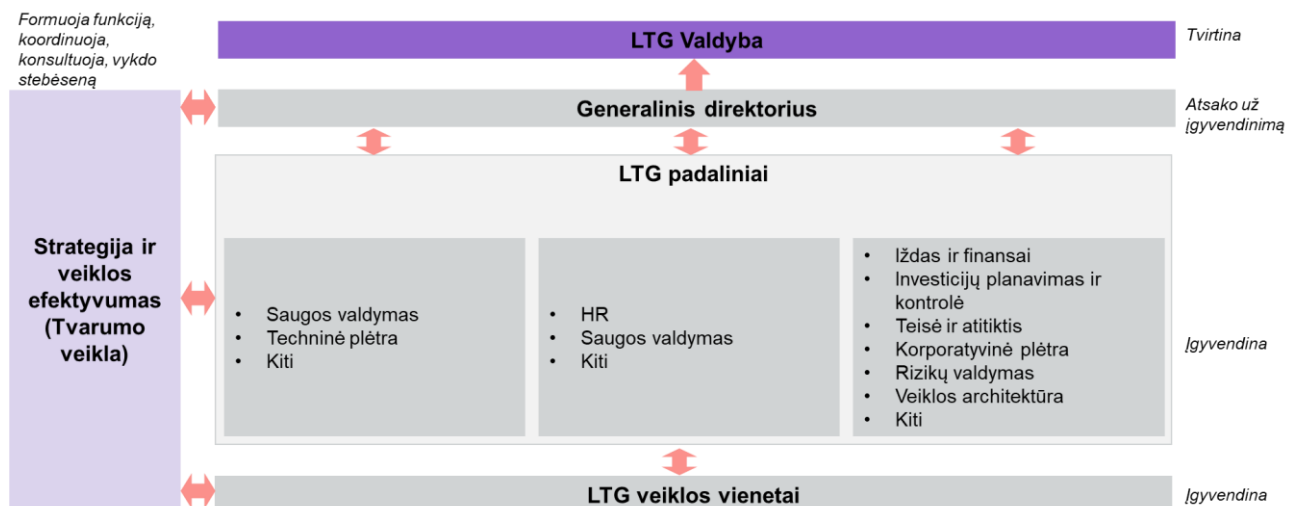 Formuoja funkciją,
koordinuoja,
konsultuoja, vykdo
stebėseną
LTG Valdyba
Tvirtina
Generalinis direktorius
Atsako už
įgyvendinimą
LTG padaliniai
Strategija ir
veiklos
efektyvumas
(Tvarumo
veikla)
• Saugos valdymas
• Techninė plėtra
• Kiti
• HR
• Saugos valdymas
• Kiti
• Iždas ir finansai
• Investicijų planavimas ir
kontrolė
• Teisė ir atitiktis
• Korporatyvinė plėtra
• Rizikų valdymas
• Veiklos architektūra
• Kiti
Įgyvendina
LTG veiklos vienetai
Įgyvendina